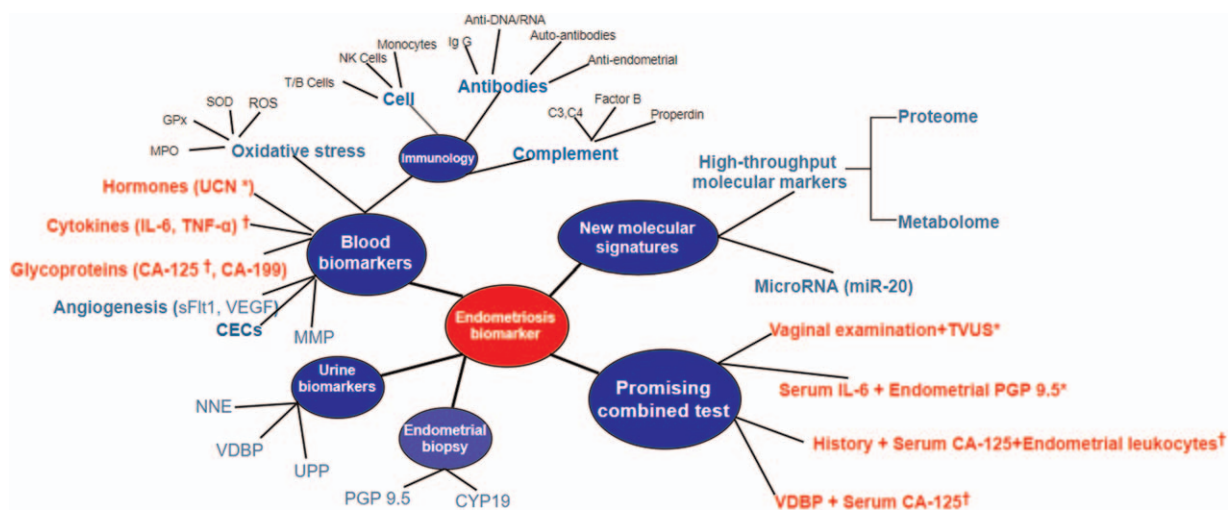 Anti-DNA/RNA
Monocytes
Ig G
Auto-antibodies
NK Cells
Anti-endometrial
T/B Cells
Cell
Antibodies
SOD
ROS
C3,C4
Factor B
Properdin
GPx
MPO
Oxidative stress
Immunology
Complement
Proteome
High-throughput
molecular markers
Metabolome
Hormones (UCN *)
Cytokines (IL-6, TNF-α) †
Glycoproteins (CA-125 †, CA-199)
Angiogenesis (sFlt1, VEGF)
CECs
MMP
Blood
biomarkers
New molecular
signatures
MicroRNA (miR-20)
Endometriosis
biomarker
Vaginal examination+TVUS*
Serum IL-6 + Endometrial PGP 9.5*
Promising
combined test
History + Serum CA-125+Endometrial leukocytes†
VDBP + Serum CA-125†
Urine
biomarkers
NNE
VDBP
UPP
Endometrial
biopsy
PGP 9.5
CYP19